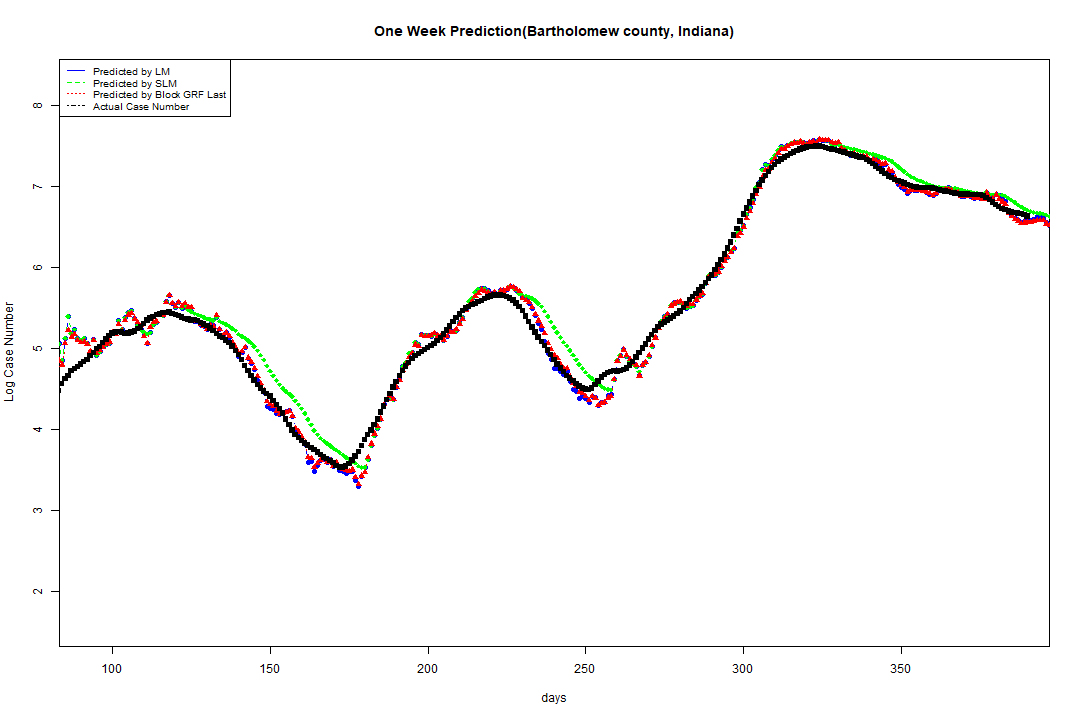 One Week Prediction(Bartholomew county, Indiana)
Predicted by LM
Predicted by SLM
Predicted by Block GRF Last
Actual Case Number
8
7
6
5
4
3
2
Log Case Number
100 150 200 250 300 350
days